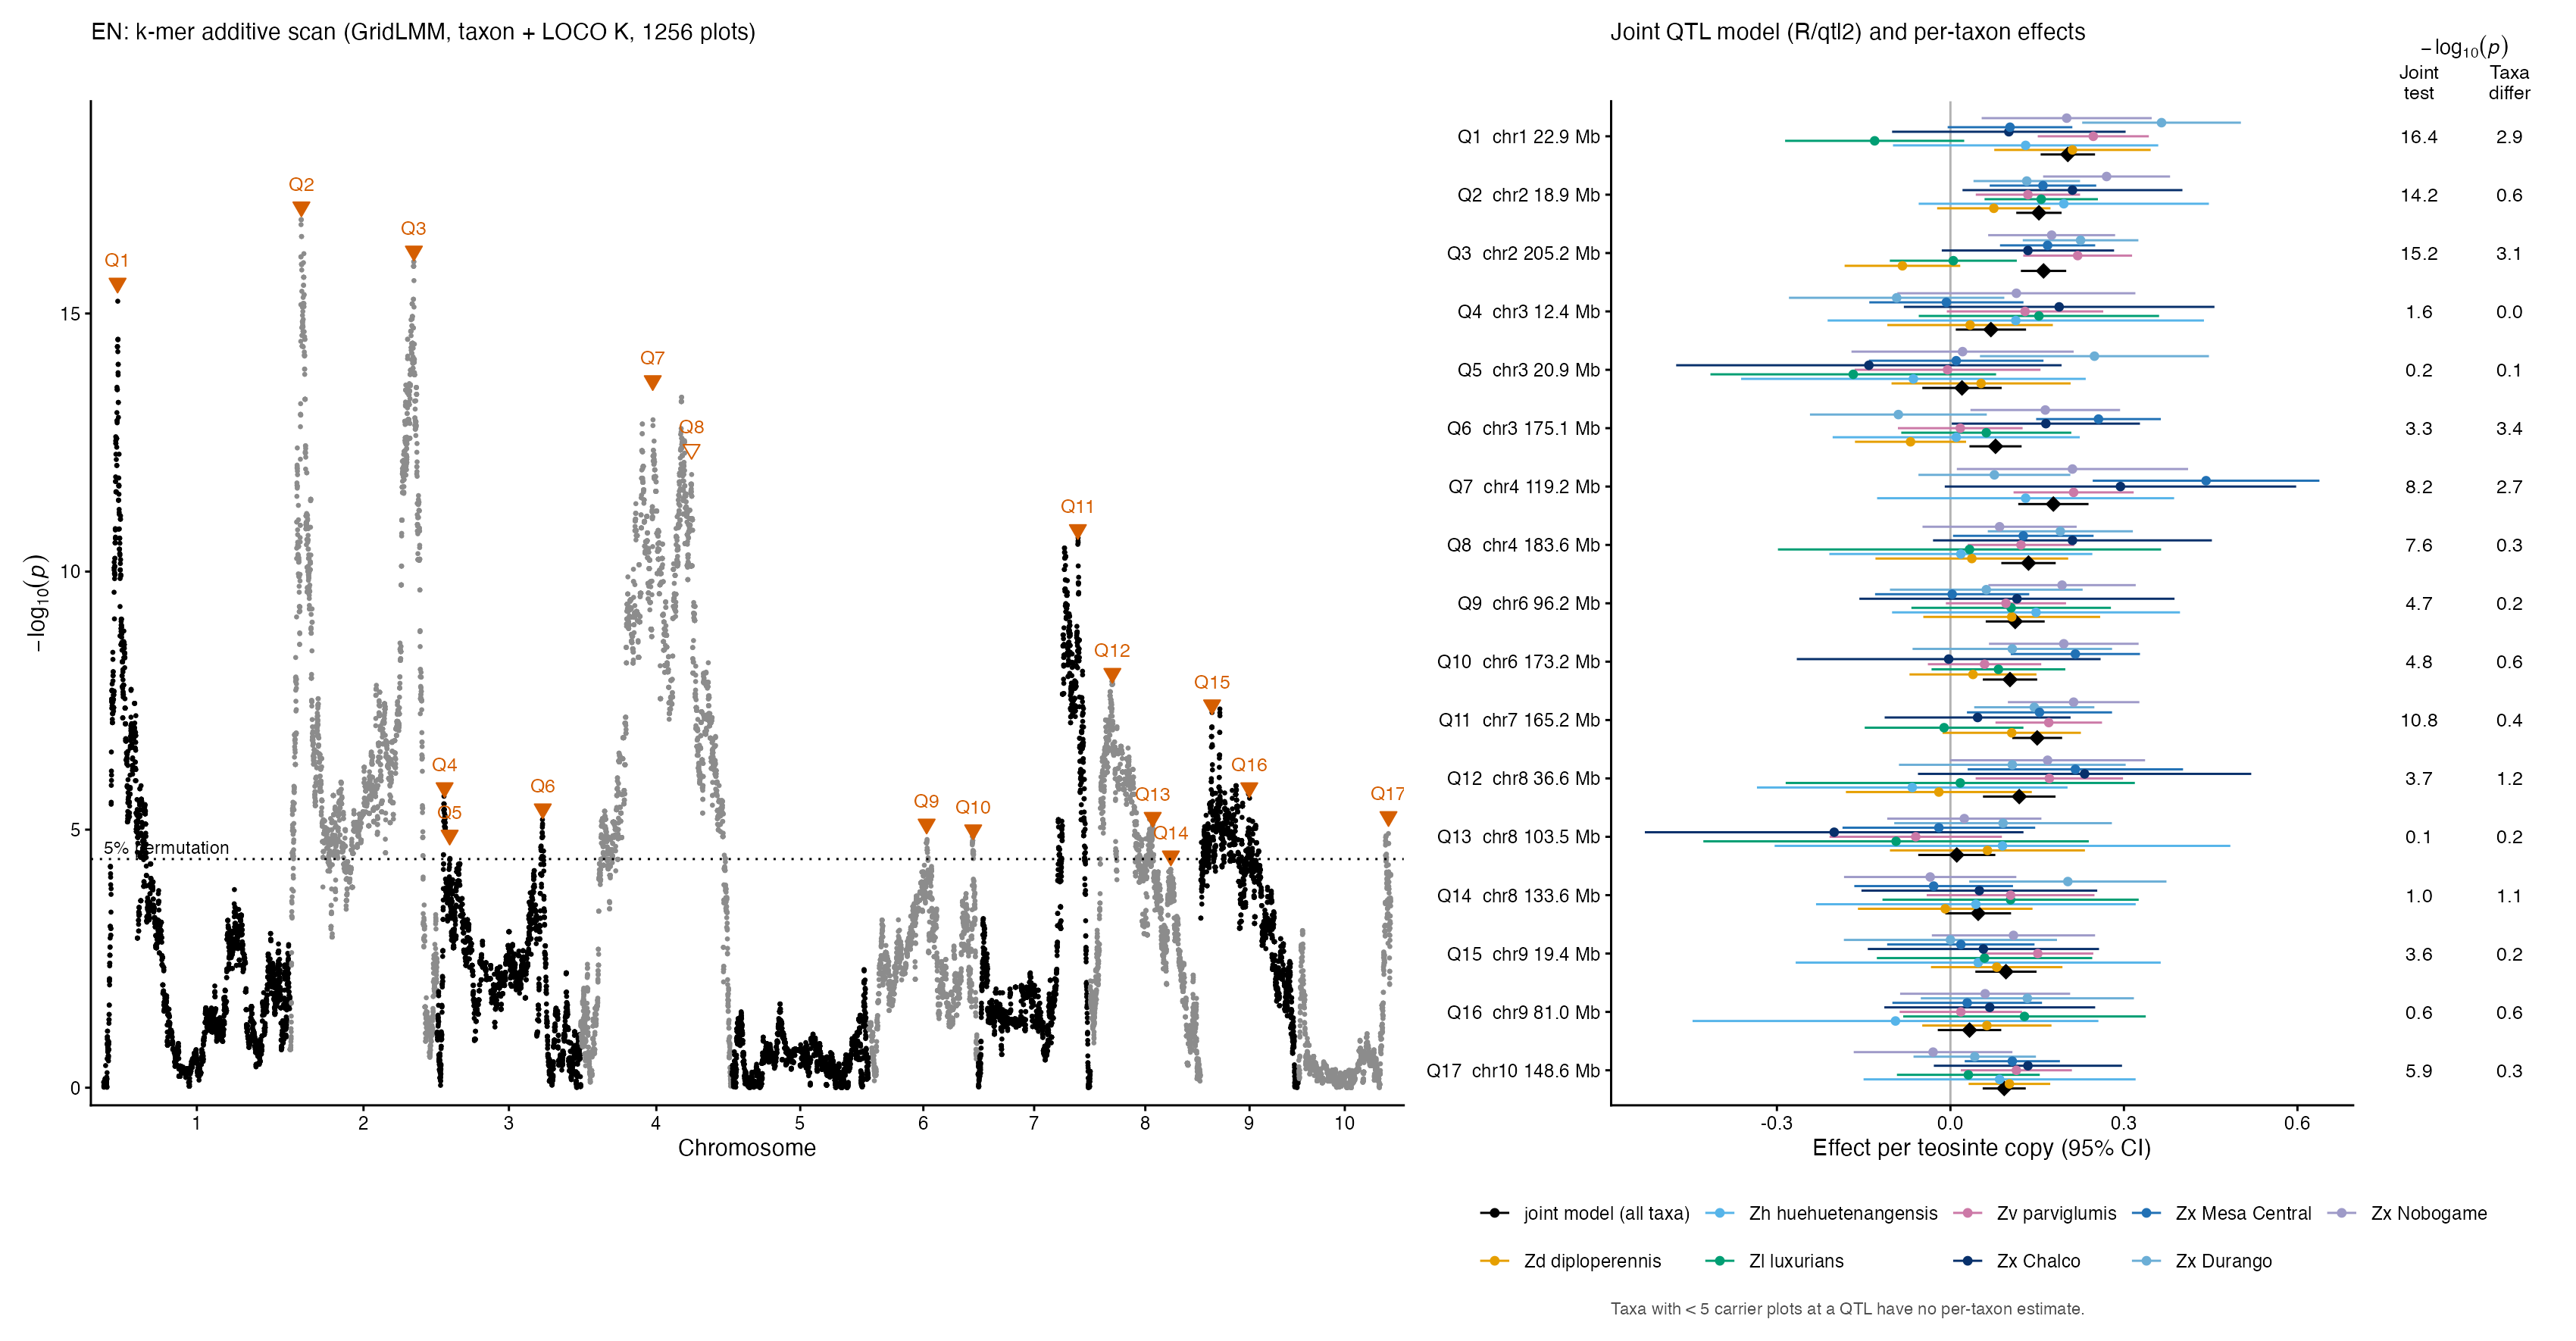 EN: k-mer additive scan (GridLMM, taxon + LOCO K, 1256 plots)
−log10(p)
15
10
5
0
Q1
Q2
Q3
Q4
Q5
Q6
Q7
Q8
Q9
Q10
Q11
Q12
Q13
Q14
Q15
Q16
Q17
5% permutation
1 2 3 4 5 6 7 8 9 10
Chromosome
Joint QTL model (R/qtl2) and per-taxon effects
−log10(p)
Joint test Taxa differ
Q1 chr1 22.9 Mb 16.4 2.9
Q2 chr2 18.9 Mb 14.2 0.6
Q3 chr2 205.2 Mb 15.2 3.1
Q4 chr3 12.4 Mb 1.6 0.0
Q5 chr3 20.9 Mb 0.2 0.1
Q6 chr3 175.1 Mb 3.3 3.4
Q7 chr4 119.2 Mb 8.2 2.7
Q8 chr4 183.6 Mb 7.6 0.3
Q9 chr6 96.2 Mb 4.7 0.2
Q10 chr6 173.2 Mb 4.8 0.6
Q11 chr7 165.2 Mb 10.8 0.4
Q12 chr8 36.6 Mb 3.7 1.2
Q13 chr8 103.5 Mb 0.1 0.2
Q14 chr8 133.6 Mb 1.0 1.1
Q15 chr9 19.4 Mb 3.6 0.2
Q16 chr9 81.0 Mb 0.6 0.6
Q17 chr10 148.6 Mb 5.9 0.3
-0.3 0.0 0.3 0.6
Effect per teosinte copy (95% CI)
joint model (all taxa) Zh huehuetenangensis Zv parviglumis Zx Mesa Central Zx Nobogame
Zd diploperennis Zl luxurians Zx Chalco Zx Durango
Taxa with < 5 carrier plots at a QTL have no per-taxon estimate.